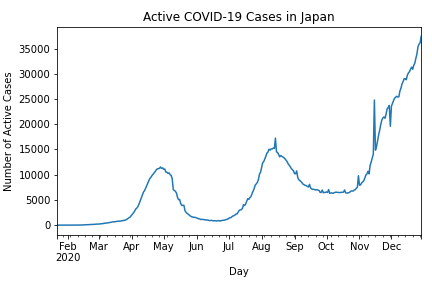 Active COVID-19 Cases in Japan
Number of Active Cases
35000
30000
25000
20000
15000
10000
5000
0
Feb Mar Apr May Jun Jul Aug Sep Oct Nov Dec
2020
Day